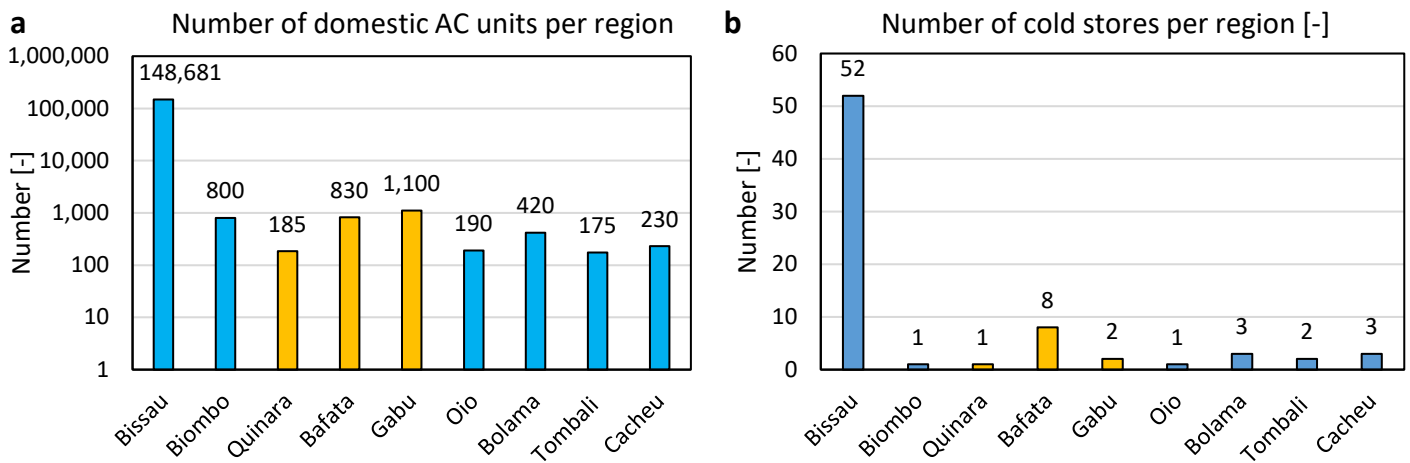 a Number of domestic AC units per region
Number [-]
1,000,000
100,000
10,000
1,000
100
10
1
148,681
800
185
830
1,100
190
420
175
230
Bissau
Biombo
Quinara
Bafata
Gabu
Oio
Bolama
Tombali
Cacheu
b Number of cold stores per region [-]
Number [-]
60
50
40
30
20
10
0
52
1
1
8
2
1
3
2
3
Bissau
Biombo
Quinara
Bafata
Gabu
Oio
Bolama
Tombali
Cacheu